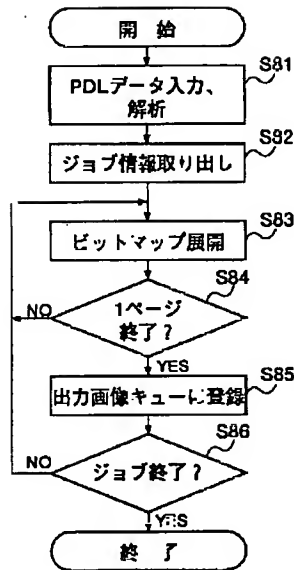 開 始
S81
PDLデータ入力、
解析
S82
ジョブ情報取り出し
S83
ビットマップ展開
S84
1ページ
終了?
NO
YES
S85
出力画像キューに登録
S86
ジョブ終了?
NO
YES
終 了